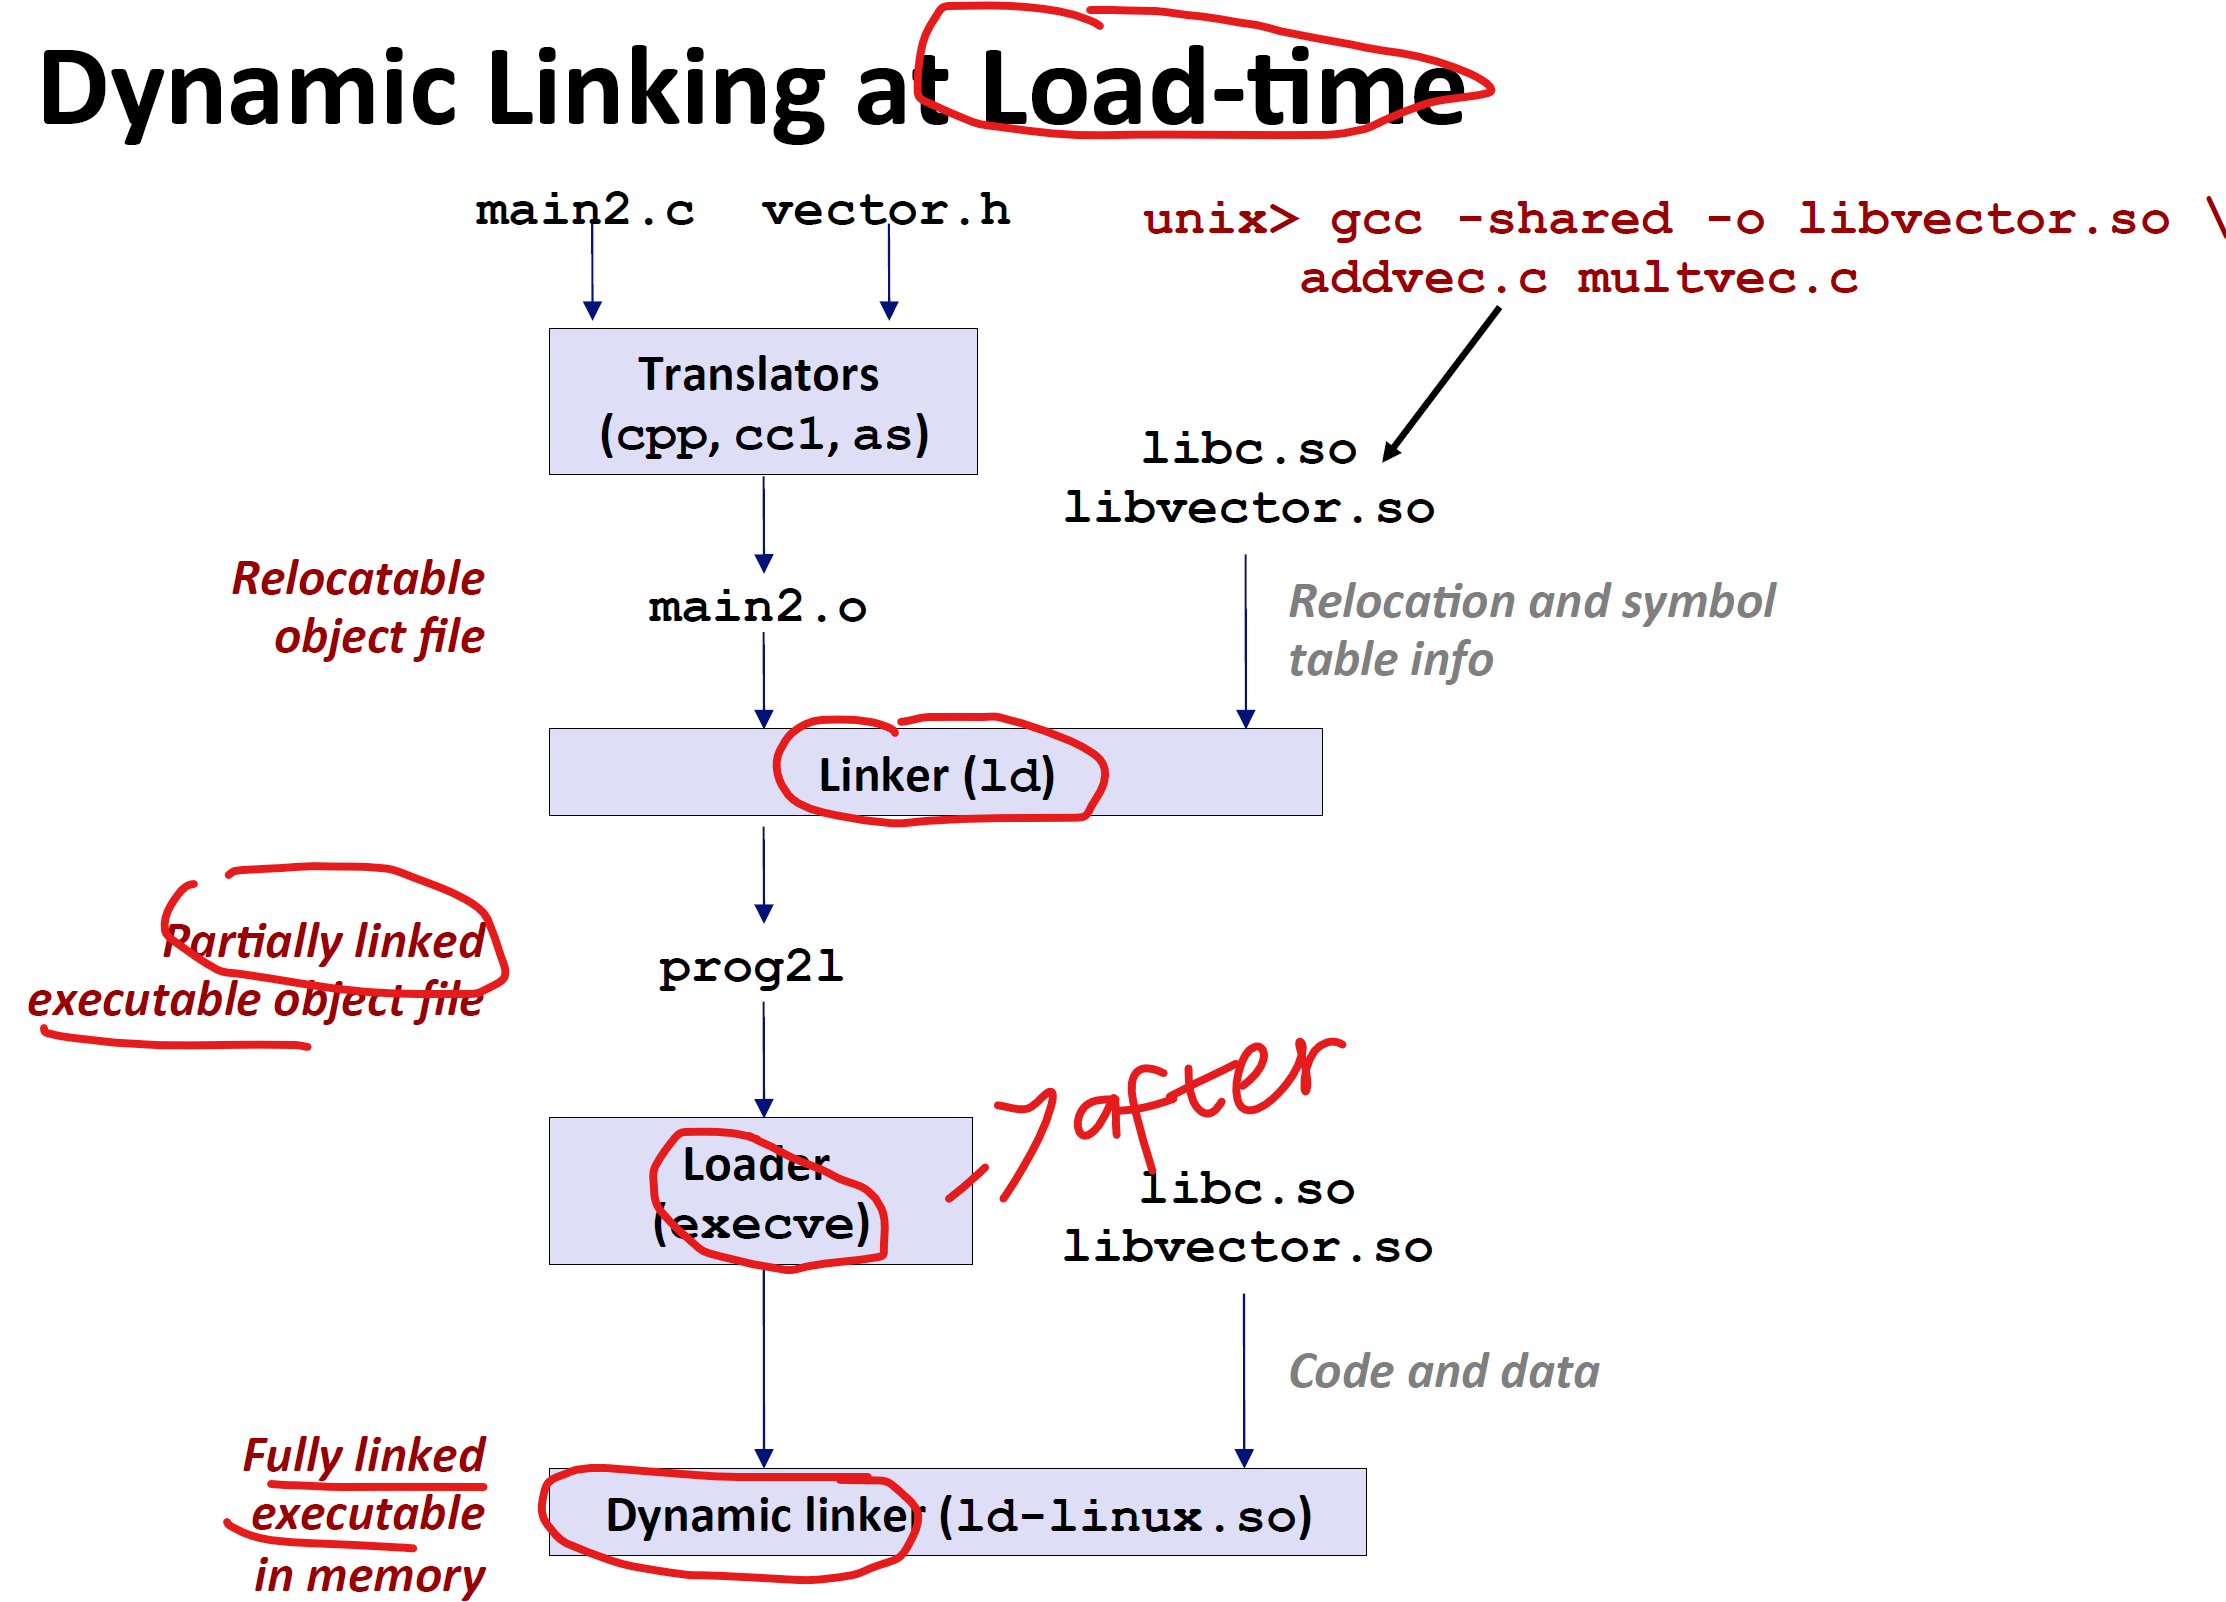 Dynamic Linking at Load-time
main2.c vector.h
unix> gcc -shared -o libvector.so \
addvec.c multvec.c
Translators
(cpp, cc1, as)
libc.so
libvector.so
Relocatable
object file
main2.o
Relocation and symbol
table info
Linker (ld)
Partially linked
executable object file
prog2l
after
Loader
(execve)
libc.so
libvector.so
Code and data
Fully linked
executable
in memory
Dynamic linker (ld-linux.so)